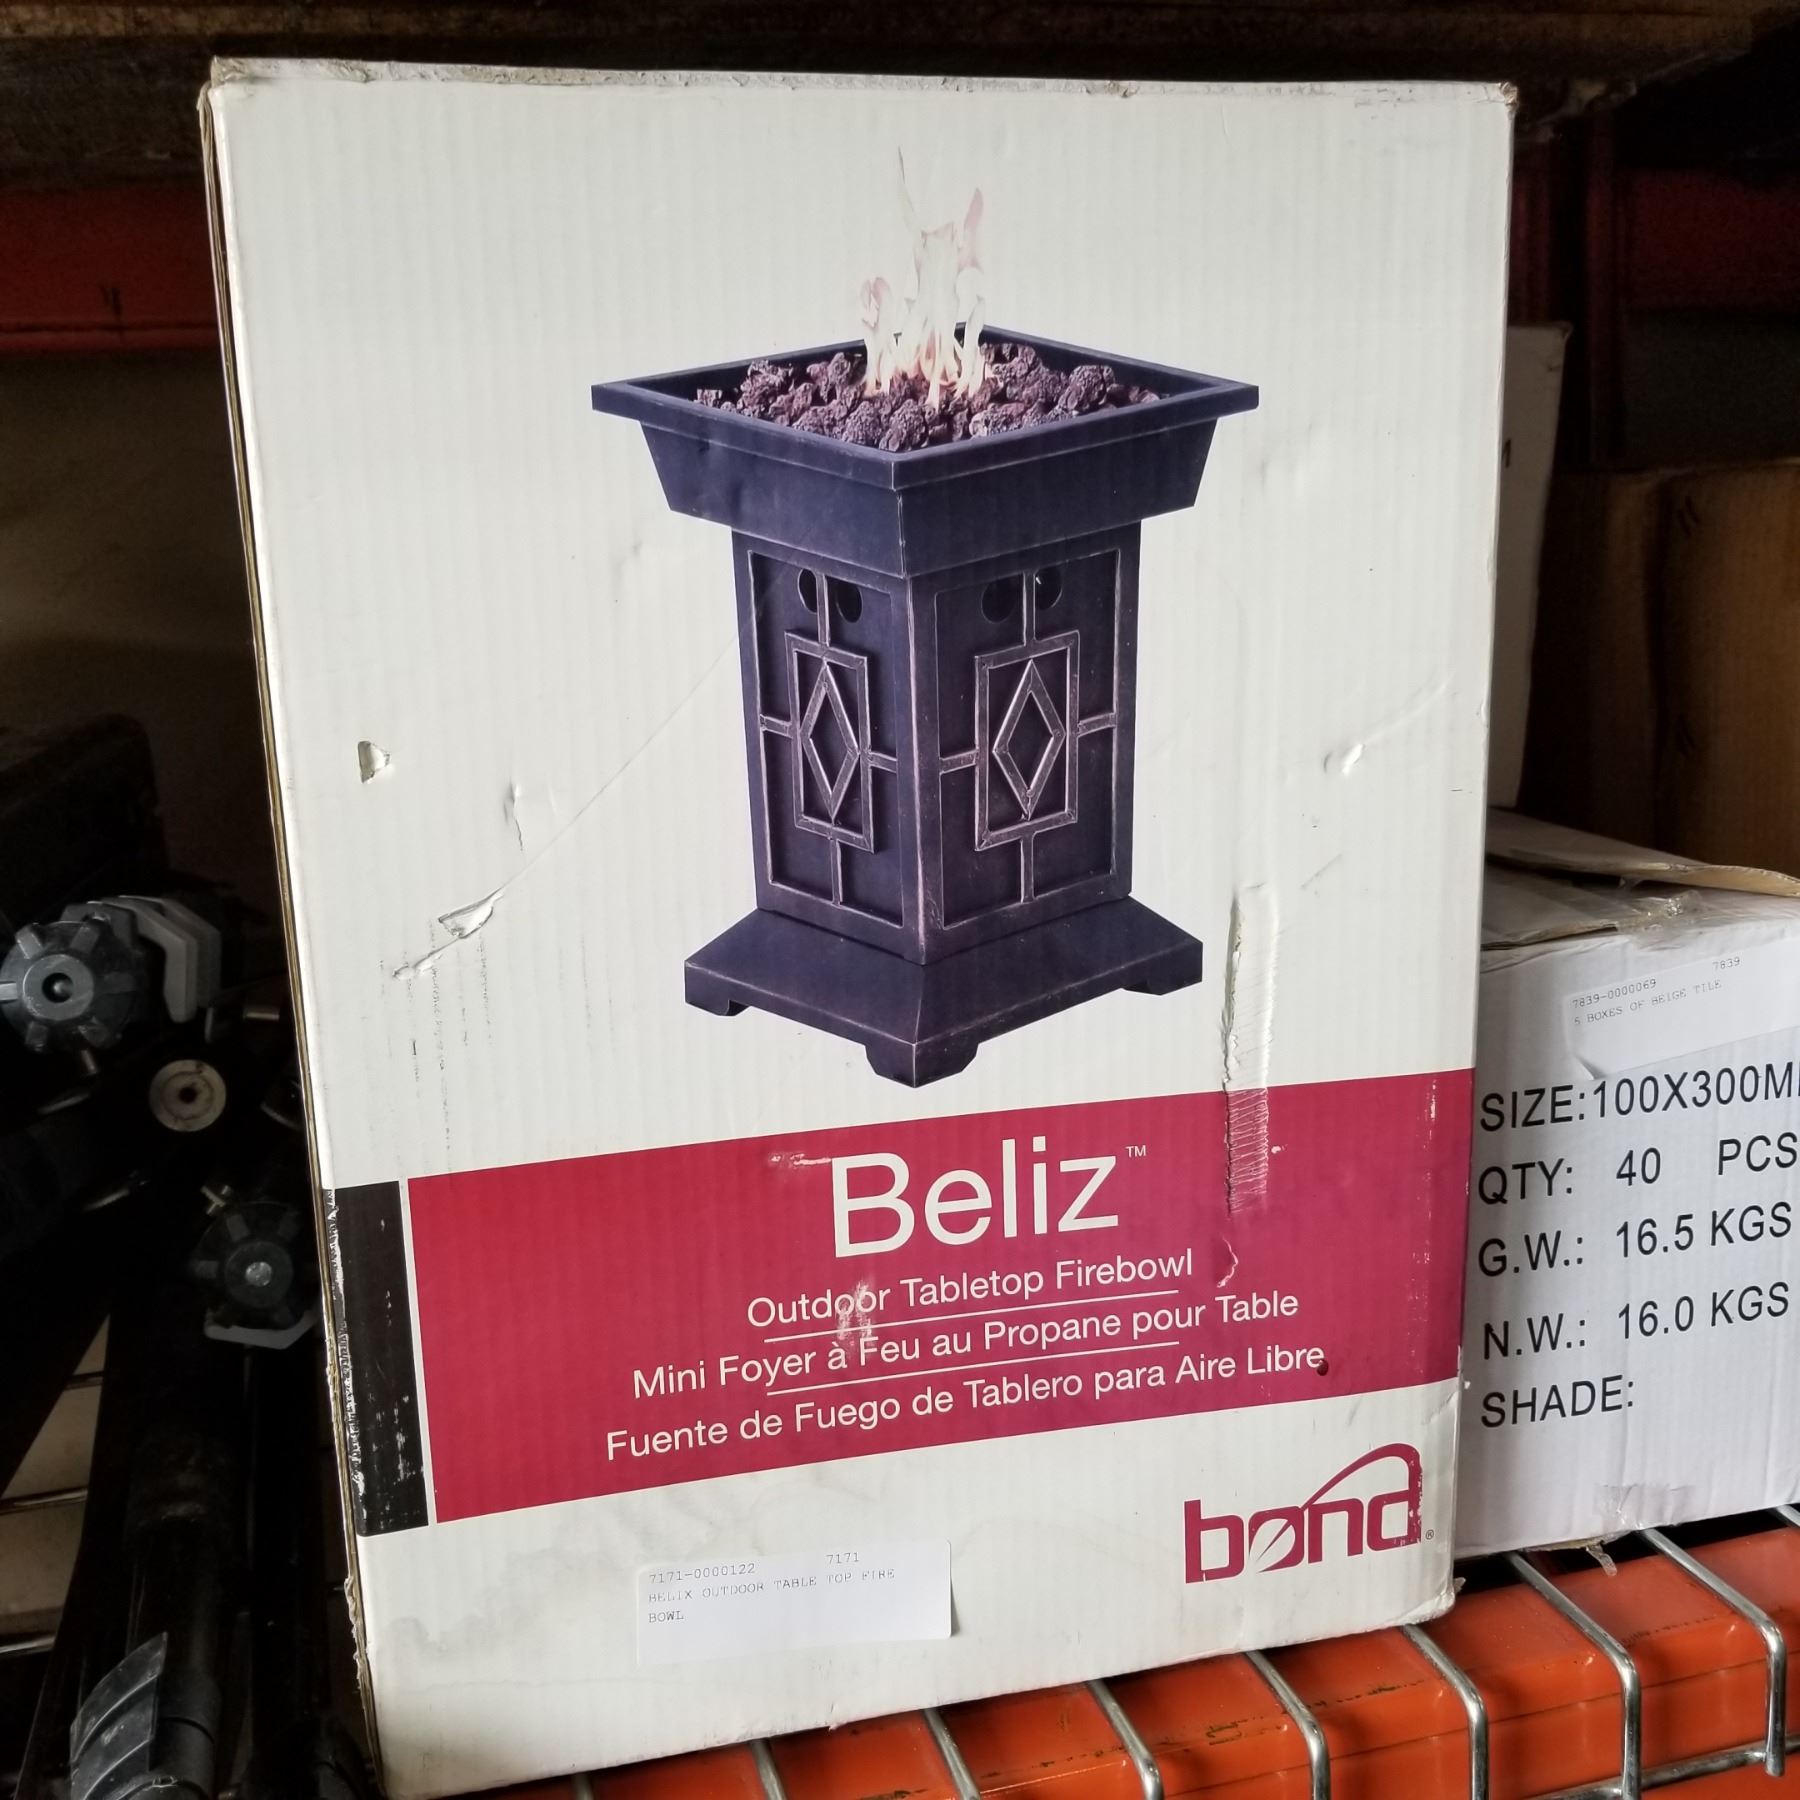 Beliz™
Outdoor Tabletop Firebowl
Mini Foyer à Feu au Propane pour Table
Fuente de Fuego de Tablero para Aire Libre
bond®
7171-0000122 7171
BELIX OUTDOOR TABLE TOP FIRE
BOWL
7839-0000069 7839
5 BOXES OF BEIGE TILE
SIZE:100X300M
QTY: 40 PCS
G.W.: 16.5 KGS
N.W.: 16.0 KGS
SHADE: